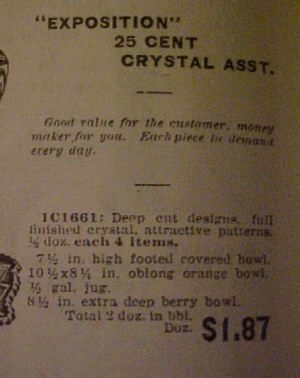 "EXPOSITION"
25 CENT
CRYSTAL ASST.
Good value for the customer, money
maker for you. Each piece in demand
every day.
1C1661: Deep cut designs, full
finished crystal, attractive patterns.
½ doz. each 4 items.
7½ in. high footed covered bowl.
10½x8¼ in. oblong orange bowl.
½ gal. jug.
8½ in. extra deep berry bowl.
Total 2 doz. in bbl.
Doz. $1.87